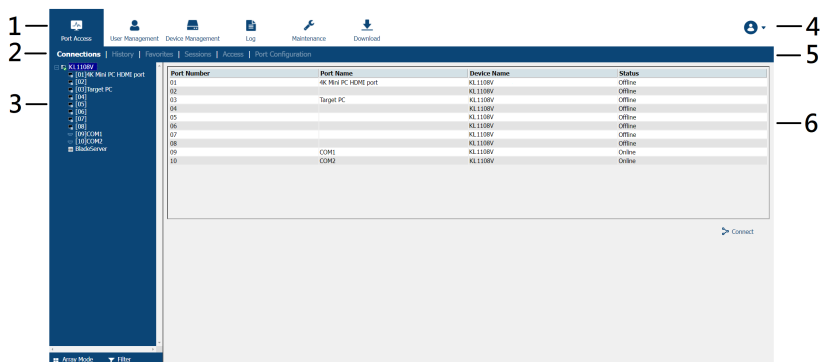 1
Port Access User Management Device Management Log Maintenance Download
4
2
Connections | History | Favorites | Sessions | Access | Port Configuration
5
3
KL1108V
[01]4K Mini PC HDMI port
[02]
[03]Target PC
[04]
[05]
[06]
[07]
[08]
[09]COM1
[10]COM2
BladeServer
Port Number Port Name Device Name Status
01 4K Mini PC HDMI port KL1108V Offline
02 KL1108V Offline
03 Target PC KL1108V Offline
04 KL1108V Offline
05 KL1108V Offline
06 KL1108V Offline
07 KL1108V Offline
08 KL1108V Offline
09 COM1 KL1108V Online
10 COM2 KL1108V Online
6
Connect
Array Mode Filter